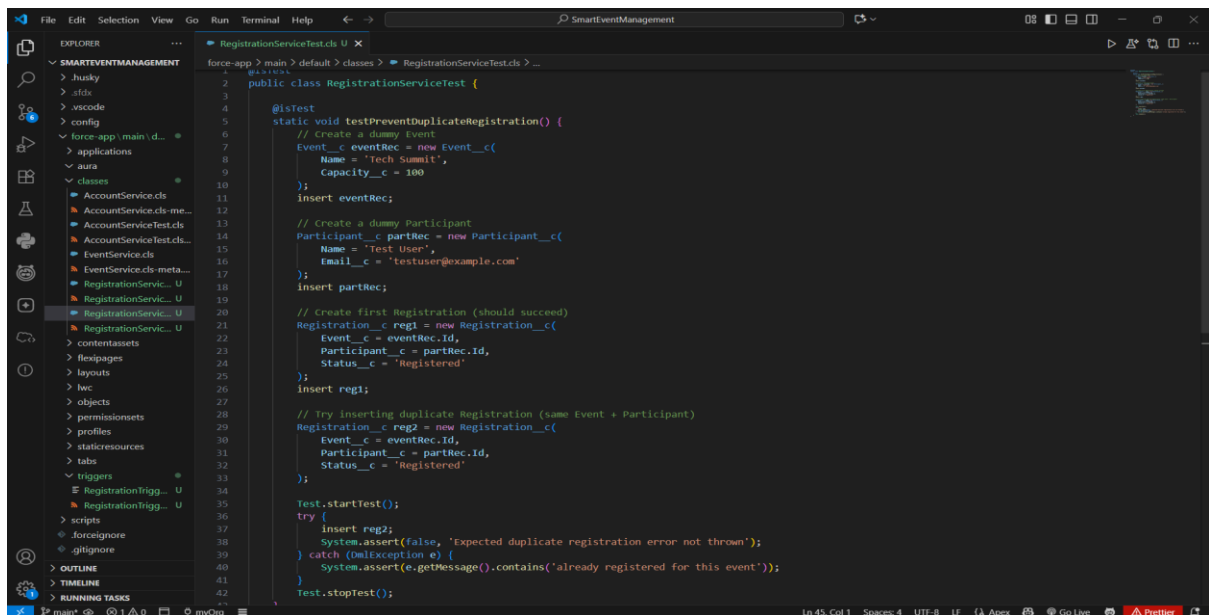 File Edit Selection View Go Run Terminal Help
SmartEventManagement
EXPLORER
SMARTEVENTMANAGEMENT
> .husky
> .sfdx
> .vscode
> config
force-app\main\d...
> applications
aura
classes
AccountService.cls
AccountService.cls-me...
AccountServiceTest.cls
AccountServiceTest.cls...
EventService.cls
EventService.cls-meta....
RegistrationServic... U
RegistrationServic... U
RegistrationServic... U
RegistrationServic... U
> contentassets
> flexipages
> layouts
> lwc
> objects
> permissionsets
> profiles
> staticresources
> tabs
triggers
RegistrationTrigg... U
RegistrationTrigg... U
> scripts
.forceignore
.gitignore
> OUTLINE
> TIMELINE
> RUNNING TASKS
RegistrationServiceTest.cls U
force-app > main > default > classes > RegistrationServiceTest.cls > ...
1 @isTest
2 public class RegistrationServiceTest {
3
4 @isTest
5 static void testPreventDuplicateRegistration() {
6 // Create a dummy Event
7 Event__c eventRec = new Event__c(
8 Name = 'Tech Summit',
9 Capacity__c = 100
10 );
11 insert eventRec;
12
13 // Create a dummy Participant
14 Participant__c partRec = new Participant__c(
15 Name = 'Test User',
16 Email__c = 'testuser@example.com'
17 );
18 insert partRec;
19
20 // Create first Registration (should succeed)
21 Registration__c reg1 = new Registration__c(
22 Event__c = eventRec.Id,
23 Participant__c = partRec.Id,
24 Status__c = 'Registered'
25 );
26 insert reg1;
27
28 // Try inserting duplicate Registration (same Event + Participant)
29 Registration__c reg2 = new Registration__c(
30 Event__c = eventRec.Id,
31 Participant__c = partRec.Id,
32 Status__c = 'Registered'
33 );
34
35 Test.startTest();
36 try {
37 insert reg2;
38 System.assert(false, 'Expected duplicate registration error not thrown');
39 } catch (DmlException e) {
40 System.assert(e.getMessage().contains('already registered for this event'));
41 }
42 Test.stopTest();
main* 1 0 myOrg Ln 45, Col 1 Spaces: 4 UTF-8 LF Apex Go Live Prettier